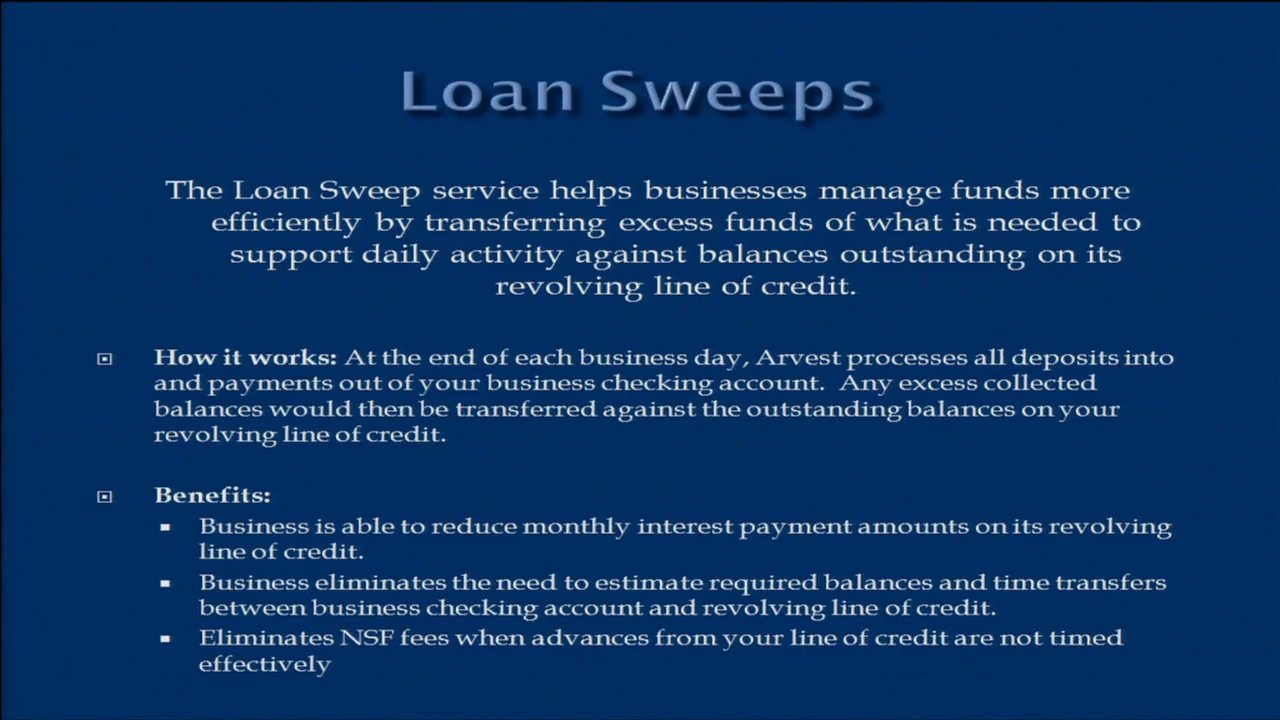 Loan Sweeps
The Loan Sweep service helps businesses manage funds more
efficiently by transferring excess funds of what is needed to
support daily activity against balances outstanding on its
revolving line of credit.
How it works: At the end of each business day, Arvest processes all deposits into
and payments out of your business checking account. Any excess collected
balances would then be transferred against the outstanding balances on your
revolving line of credit.
Benefits:
Business is able to reduce monthly interest payment amounts on its revolving
line of credit.
Business eliminates the need to estimate required balances and time transfers
between business checking account and revolving line of credit.
Eliminates NSF fees when advances from your line of credit are not timed
effectively